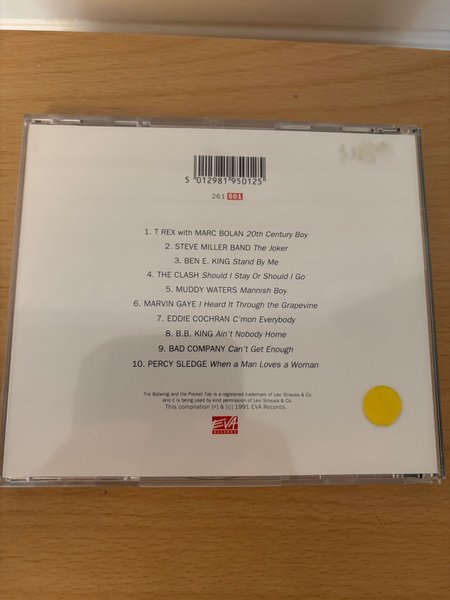 5 012981 950125
261 501
1. T REX with MARC BOLAN 20th Century Boy
2. STEVE MILLER BAND The Joker
3. BEN E. KING Stand By Me
4. THE CLASH Should I Stay Or Should I Go
5. MUDDY WATERS Mannish Boy
6. MARVIN GAYE I Heard It Through the Grapevine
7. EDDIE COCHRAN C'mon Everybody
8. B.B. KING Ain't Nobody Home
9. BAD COMPANY Can't Get Enough
10. PERCY SLEDGE When a Man Loves a Woman
The Batwing and the Pocket Tab is a registered trademark of Levi Strauss & Co.
and it is being used by kind permission of Levi Strauss & Co.
This compilation (P) & (C) 1991 EVA Records
EVA
RECORDS